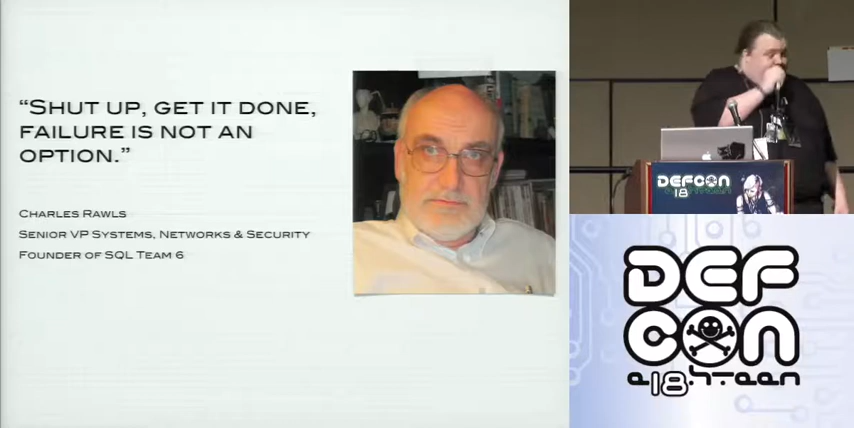 “SHUT UP, GET IT DONE,
FAILURE IS NOT AN
OPTION.”
CHARLES RAWLS
SENIOR VP SYSTEMS, NETWORKS & SECURITY
FOUNDER OF SQL TEAM 6
DEFCON
18
DEF
CON
e18hteen